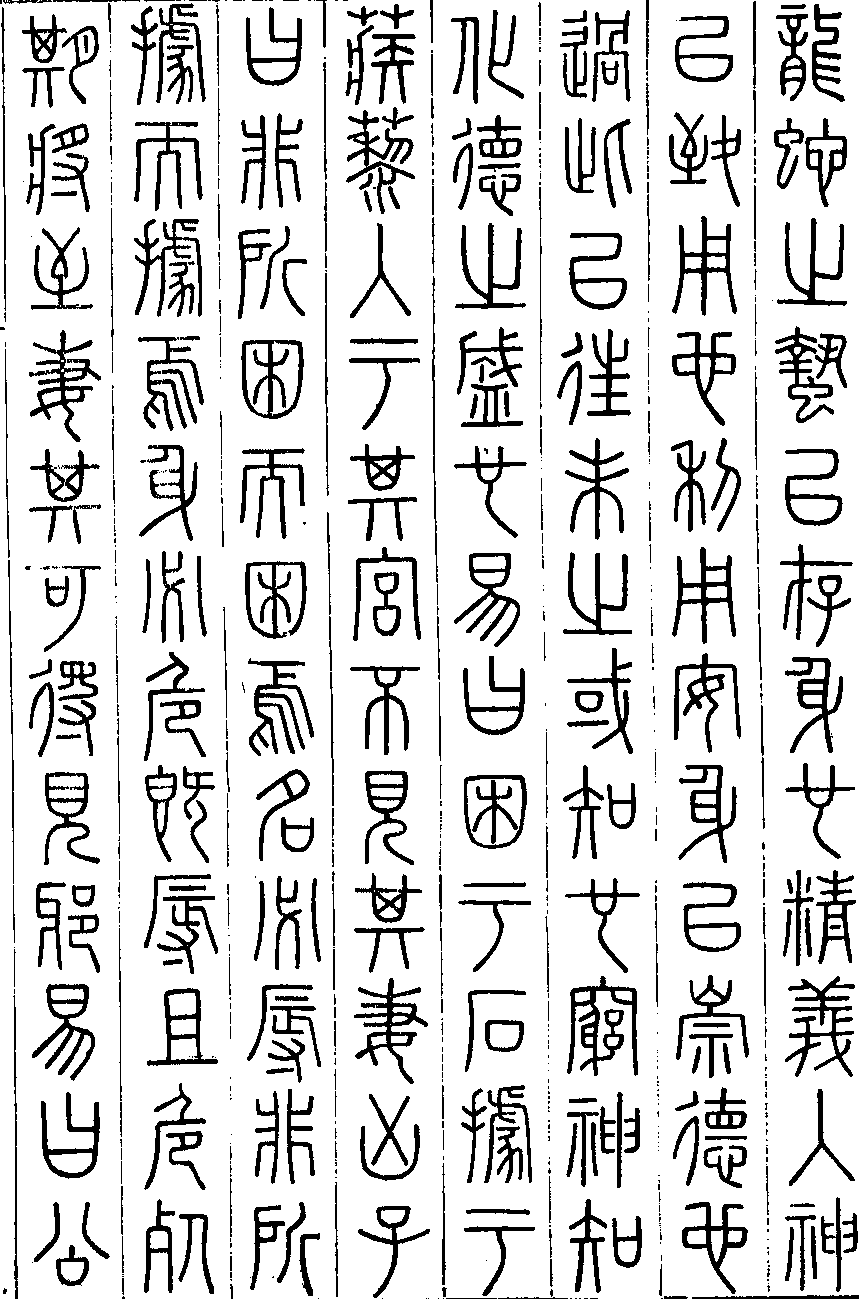 龍蛇之蟄以存身也精義入神
以致用也利用安身以崇德也
過此以往未之或知也窮神知
化德之盛也易曰困于石據于
蒺藜入于其宮不見其妻凶子
曰非所困而困焉名必辱非所
據而據焉身必危既辱且危死
期將至妻其可得見邪易曰公